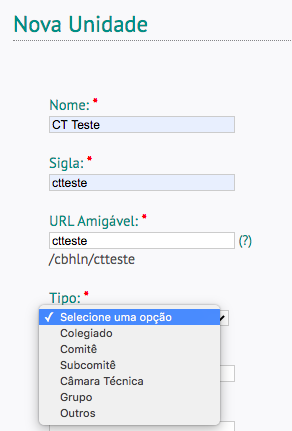 Nova Unidade
Nome: *
CT Teste
Sigla: *
ctteste
URL Amigável: *
ctteste (?)
/cbhln/ctteste
Tipo: *
✓ Selecione uma opção
Colegiado
Comitê
Subcomitê
Câmara Técnica
Grupo
Outros